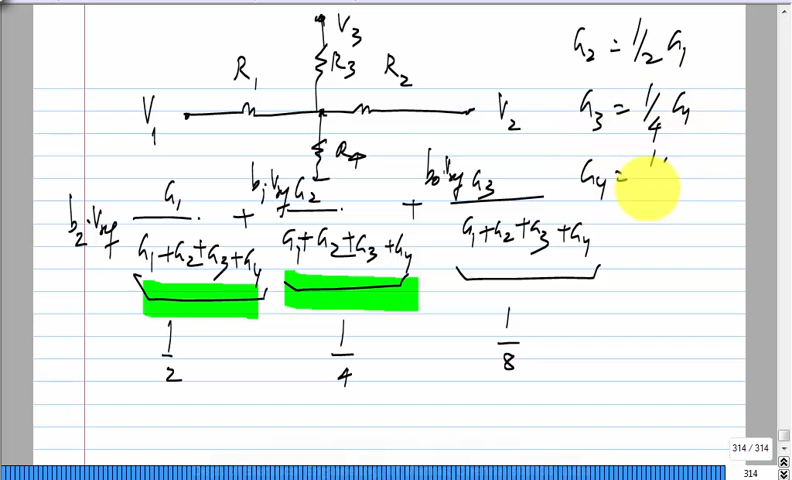 V3
R3
R1
R2
V1
V2
R4
G2 = 1/2 G1
G3 = 1/4 G1
G4 =
b2 Vref G1 / G1+G2+G3+G4 + b1 Vref G2 / G1+G2+G3+G4 + b0 Vref G3 / G1+G2+G3+G4
1/2 1/4 1/8
314 / 314
314